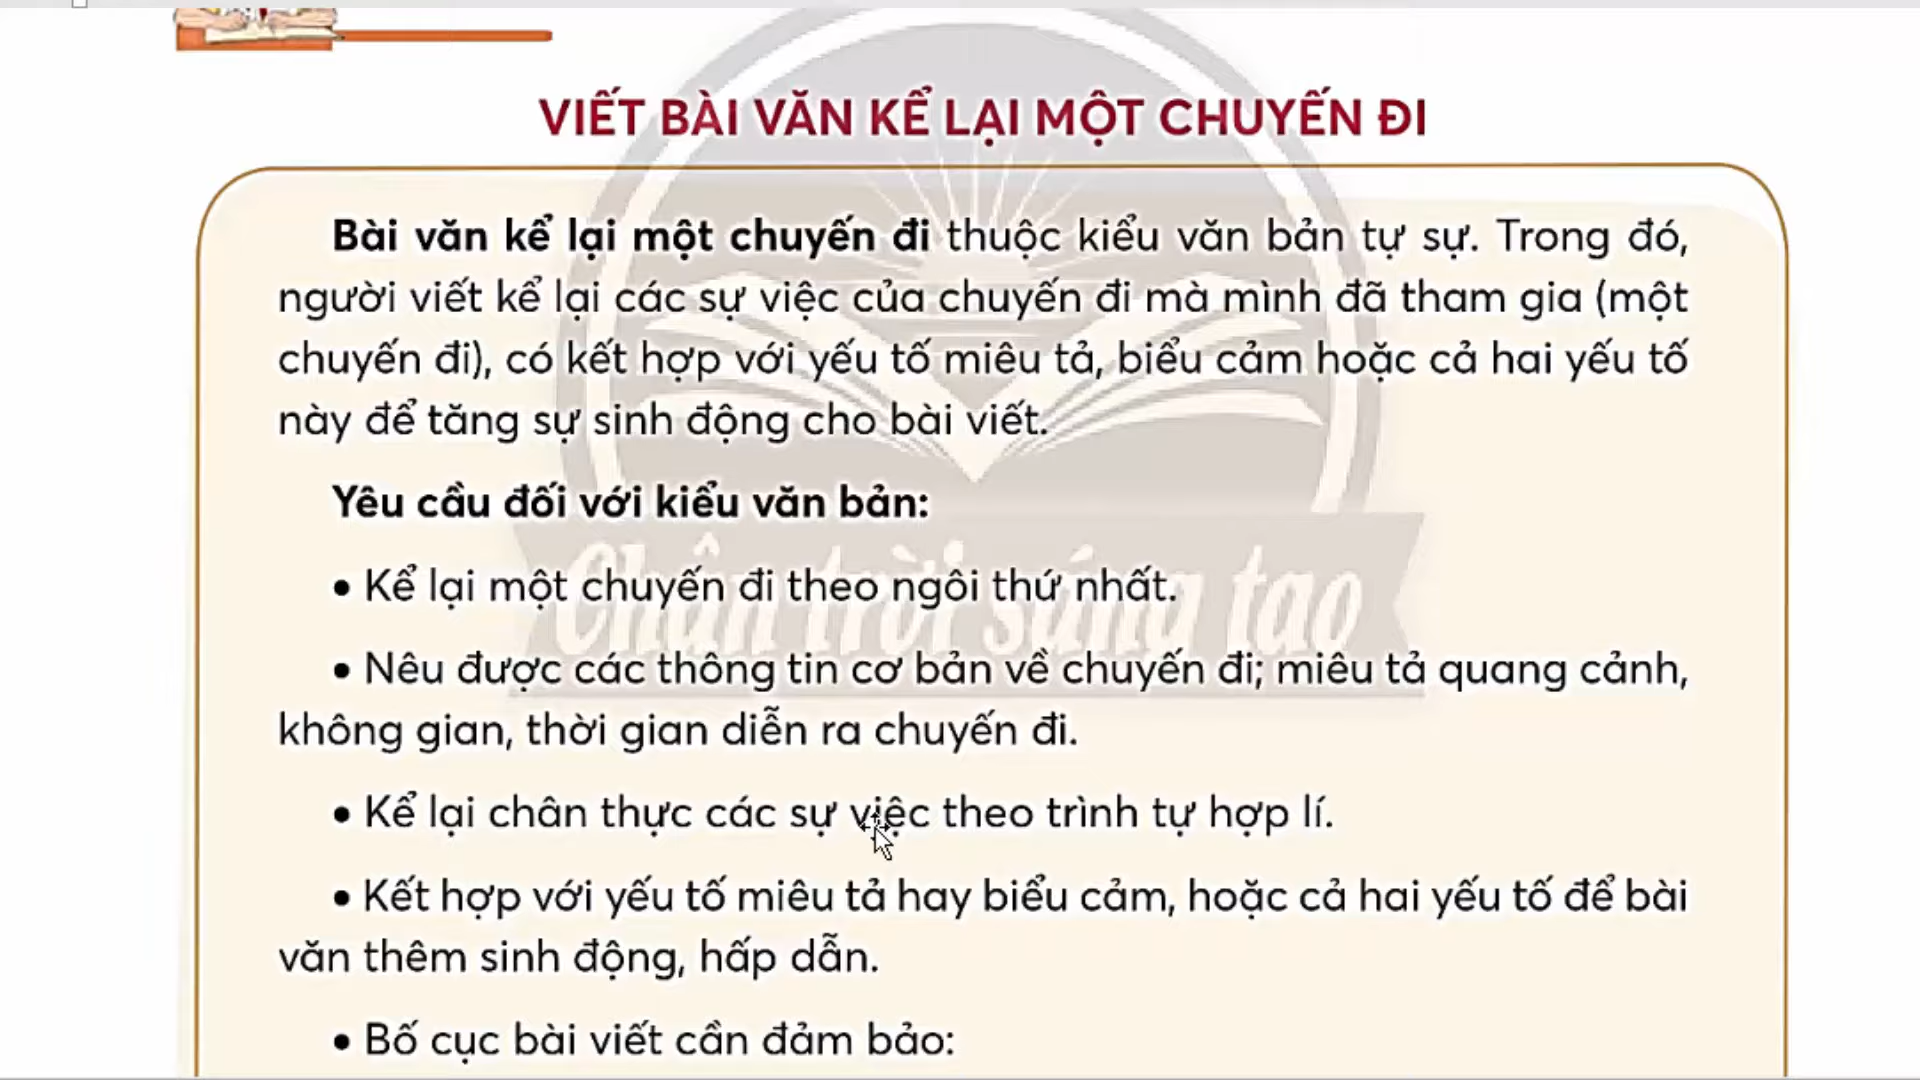 VIẾT BÀI VĂN KỂ LẠI MỘT CHUYẾN ĐI
Bài văn kể lại một chuyến đi thuộc kiểu văn bản tự sự. Trong đó,
người viết kể lại các sự việc của chuyến đi mà mình đã tham gia (một
chuyến đi), có kết hợp với yếu tố miêu tả, biểu cảm hoặc cả hai yếu tố
này để tăng sự sinh động cho bài viết.
Yêu cầu đối với kiểu văn bản:
• Kể lại một chuyến đi theo ngôi thứ nhất.
Chân trời sáng tạo
• Nêu được các thông tin cơ bản về chuyến đi; miêu tả quang cảnh,
không gian, thời gian diễn ra chuyến đi.
• Kể lại chân thực các sự việc theo trình tự hợp lí.
• Kết hợp với yếu tố miêu tả hay biểu cảm, hoặc cả hai yếu tố để bài
văn thêm sinh động, hấp dẫn.
• Bố cục bài viết cần đảm bảo: